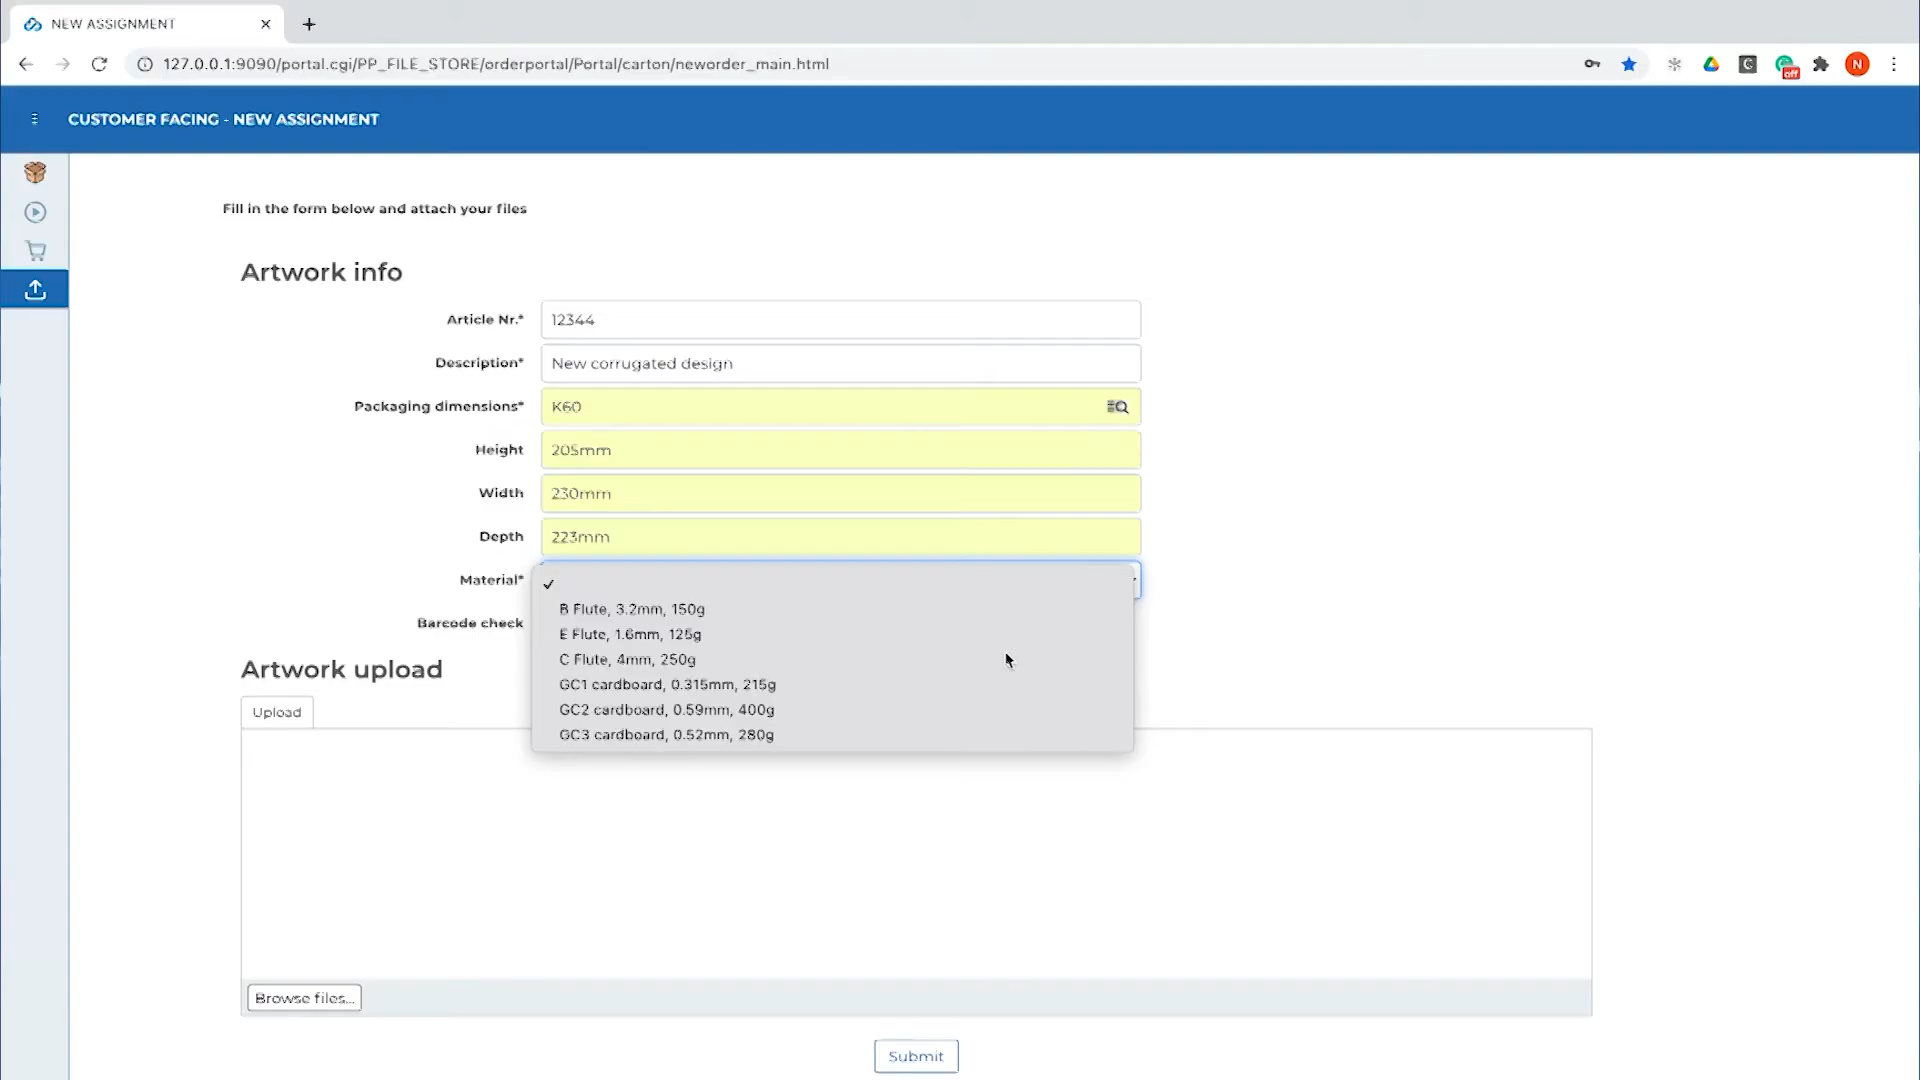 NEW ASSIGNMENT
127.0.0.1:9090/portal.cgi/PP_FILE_STORE/orderportal/Portal/carton/neworder_main.html
off
N
CUSTOMER FACING - NEW ASSIGNMENT
Fill in the form below and attach your files
Artwork info
Article Nr.* 12344
Description* New corrugated design
Packaging dimensions* K60
Height 205mm
Width 230mm
Depth 223mm
Material*
B Flute, 3.2mm, 150g
Barcode check
E Flute, 1.6mm, 125g
C Flute, 4mm, 250g
Artwork upload
GC1 cardboard, 0.315mm, 215g
Upload
GC2 cardboard, 0.59mm, 400g
GC3 cardboard, 0.52mm, 280g
Browse files...
Submit